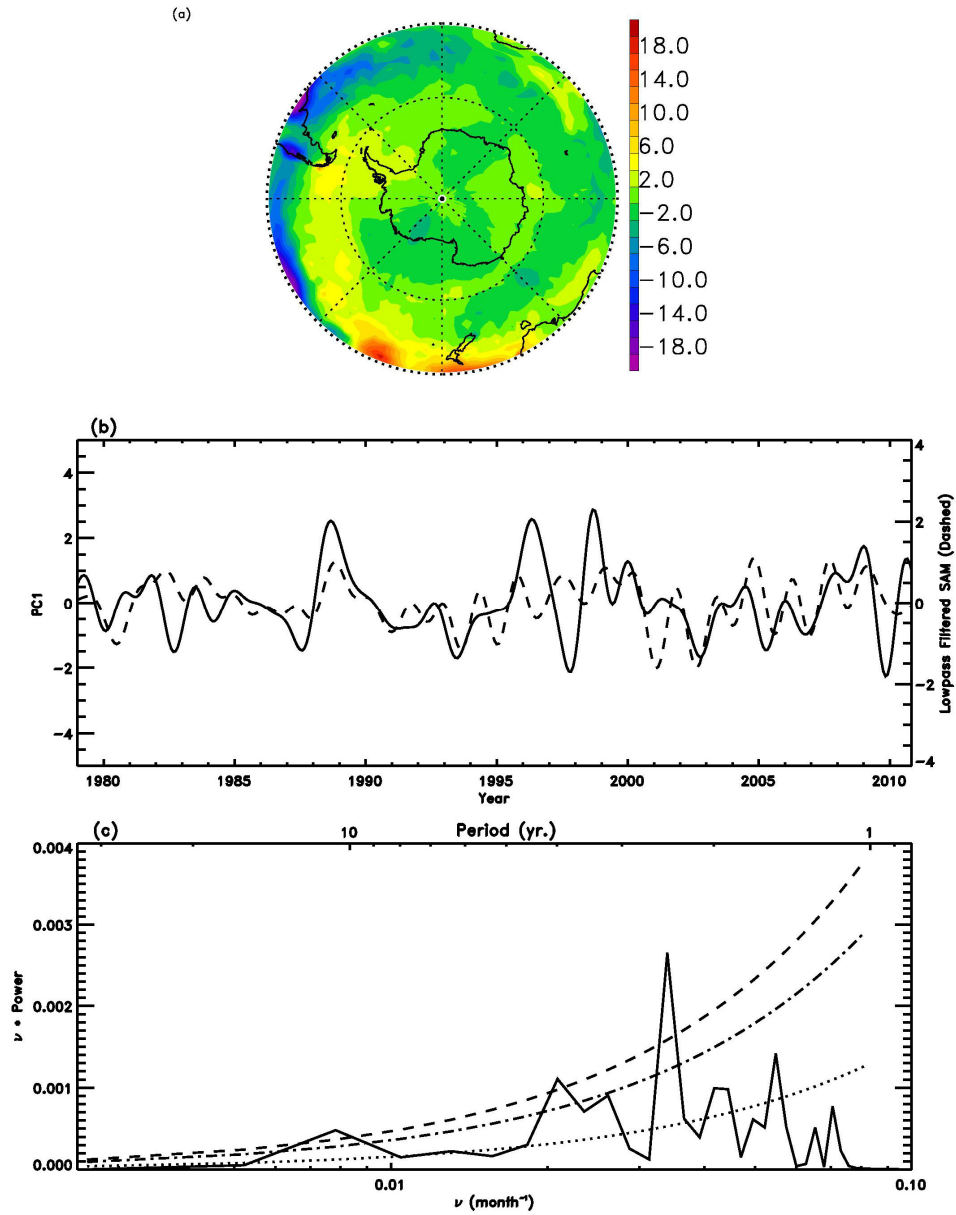 (a)
18.0
14.0
10.0
6.0
2.0
−2.0
−6.0
−10.0
−14.0
−18.0
(b)
4
2
0
−2
−4
PC1
4
2
0
−2
−4
Lowpass Filtered SAM (Dashed)
1980 1985 1990 1995 2000 2005 2010
Year
(c)
10 Period (yr.) 1
0.004
0.003
0.002
0.001
0.000
ν * Power
0.01 0.10
ν (month⁻¹)